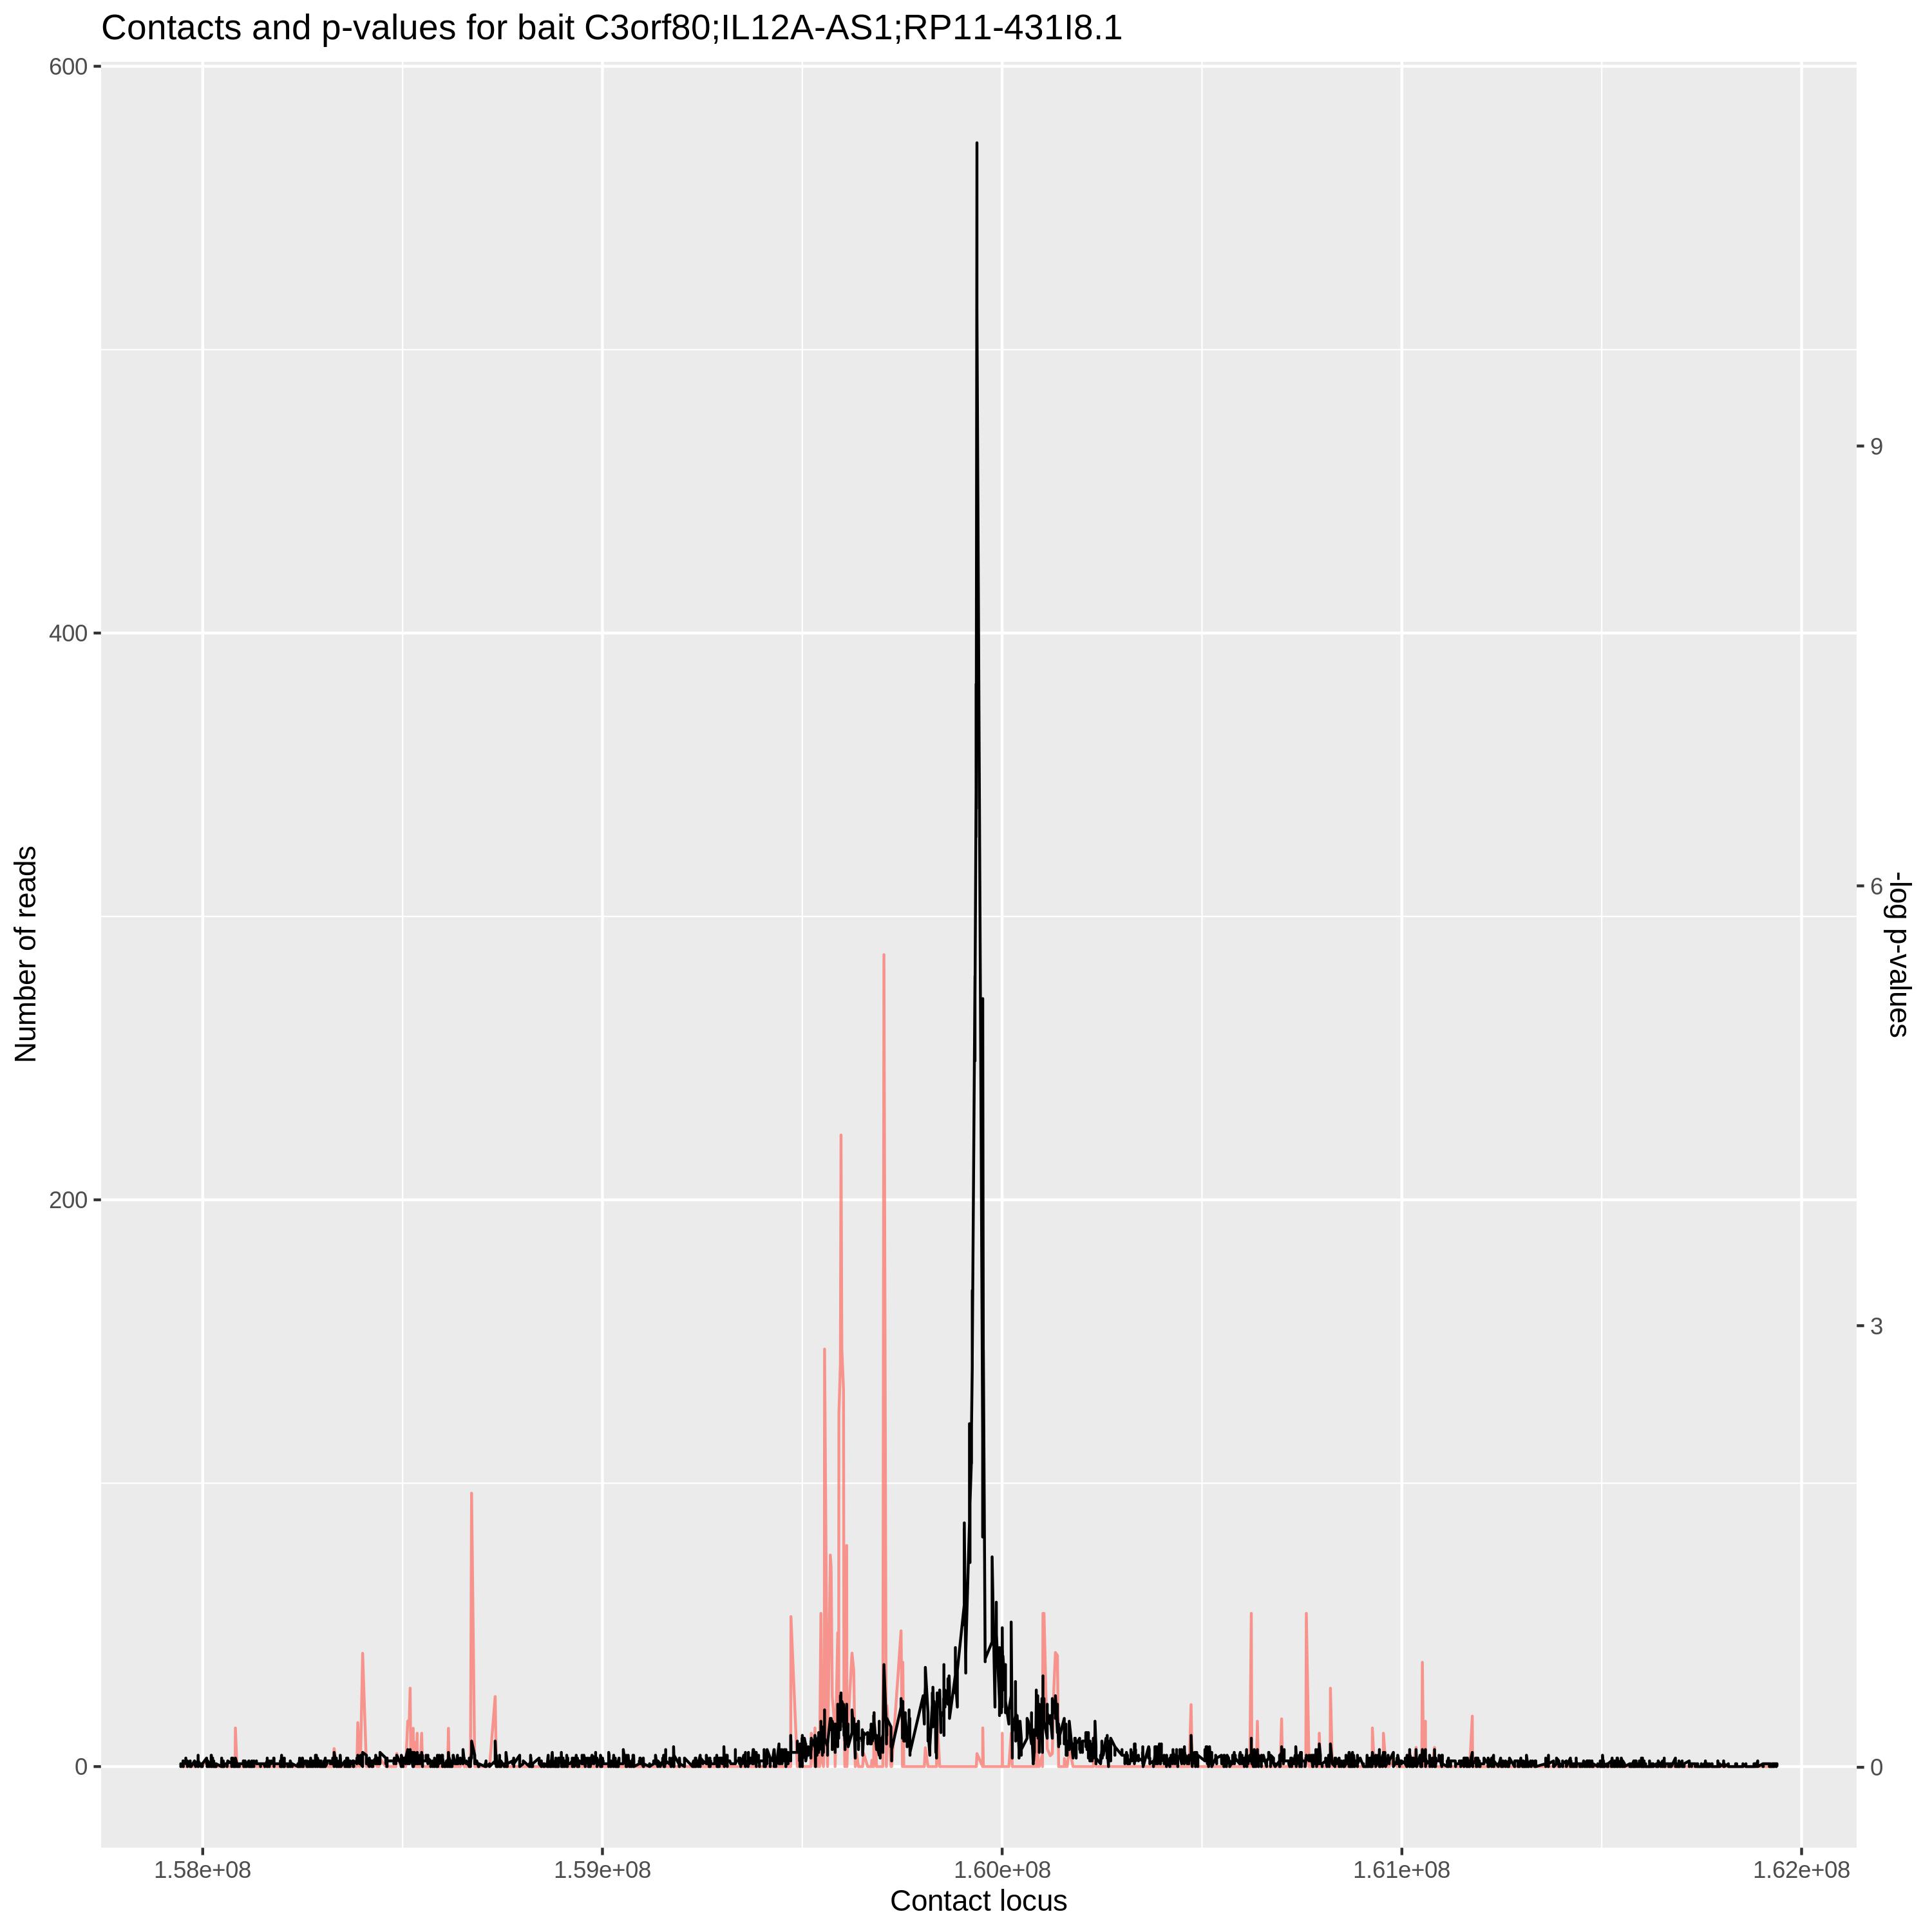 Contacts and p-values for bait C3orf80;IL12A-AS1;RP11-431I8.1
600
400
200
0
Number of reads
9
6
3
0
-log p-values
1.58e+08
1.59e+08
1.60e+08
1.61e+08
1.62e+08
Contact locus